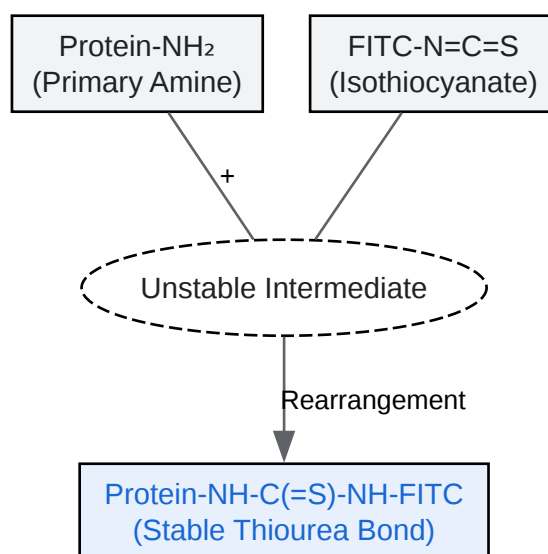 Protein-NH₂
(Primary Amine)
FITC-N=C=S
(Isothiocyanate)
+
Unstable Intermediate
Rearrangement
Protein-NH-C(=S)-NH-FITC
(Stable Thiourea Bond)